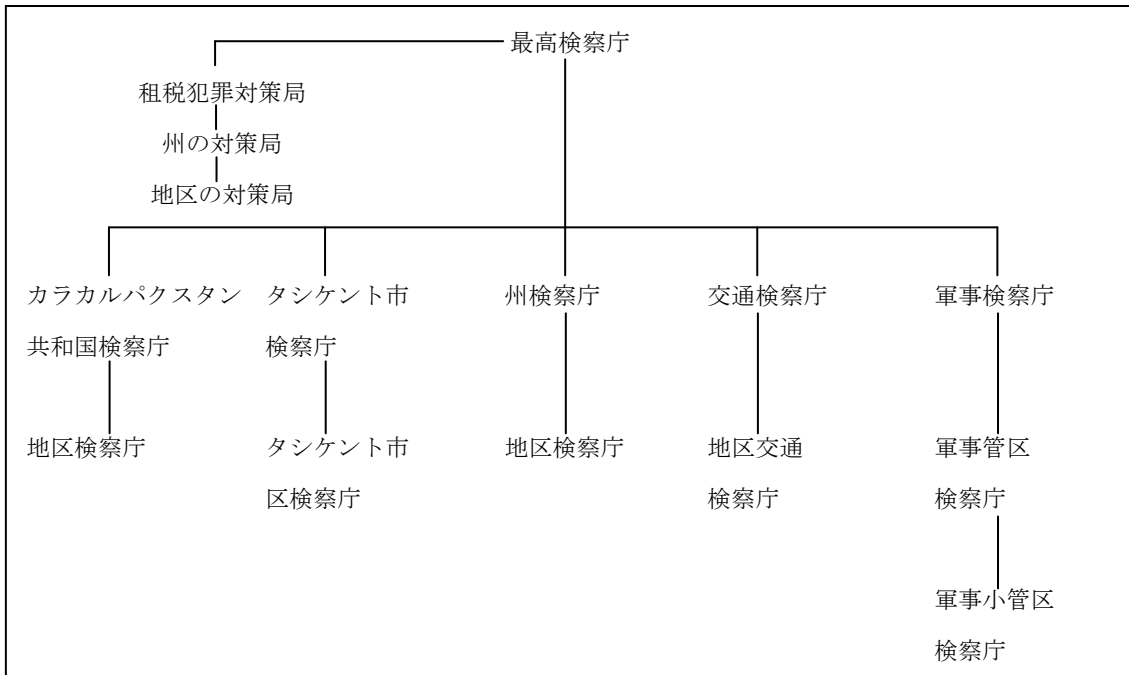 最高検察庁
租税犯罪対策局
州の対策局
地区の対策局
カラカルパクスタン
共和国検察庁
タシケント市
検察庁
州検察庁
交通検察庁
軍事検察庁
地区検察庁
タシケント市
区検察庁
地区検察庁
地区交通
検察庁
軍事管区
検察庁
軍事小管区
検察庁